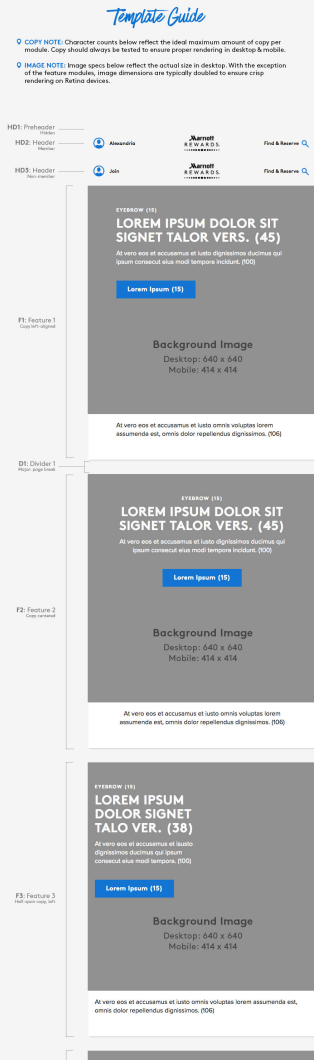 Template Guide
COPY NOTE: Character counts below reflect the ideal maximum amount of copy per
module. Copy should always be tested to ensure proper rendering in desktop & mobile.
IMAGE NOTE: Image specs below reflect the actual size in desktop. With the exception
of the feature modules, image dimensions are typically doubled to ensure crisp
rendering on Retina devices.
HD1: Preheader
Hidden
HD2: Header
Member
Alexandria
Marriott
REWARDS.
Find & Reserve
HD3: Header
Non-member
Join
Marriott
REWARDS.
Find & Reserve
F1: Feature 1
Copy left-aligned
EYEBROW (15)
LOREM IPSUM DOLOR SIT
SIGNET TALOR VERS. (45)
At vero eos et accusamus et iusto dignissimos ducimus qui
ipsum consecut eius modi tempora incidunt. (100)
Lorem Ipsum (15)
Background Image
Desktop: 640 x 640
Mobile: 414 x 414
At vero eos et accusamus et iusto omnis voluptas lorem
assumenda est, omnis dolor repellendus dignissimos. (106)
D1: Divider 1
Major, page break
F2: Feature 2
Copy centered
EYEBROW (15)
LOREM IPSUM DOLOR SIT
SIGNET TALOR VERS. (45)
At vero eos et accusamus et iusto dignissimos ducimus qui
ipsum consecut eius modi tempora incidunt. (100)
Lorem Ipsum (15)
Background Image
Desktop: 640 x 640
Mobile: 414 x 414
At vero eos et accusamus et iusto omnis voluptas lorem
assumenda est, omnis dolor repellendus dignissimos. (106)
F3: Feature 3
Half-span copy, left
EYEBROW (15)
LOREM IPSUM
DOLOR SIGNET
TALO VER. (38)
At vero eos et accusamus et isusto
dignissimos ducimus qui ipsum
consecut eius modi tempora. (100)
Lorem Ipsum (15)
Background Image
Desktop: 640 x 640
Mobile: 414 x 414
At vero eos et accusamus et iusto omnis voluptas lorem assumenda est,
omnis dolor repellendus dignissimos. (106)